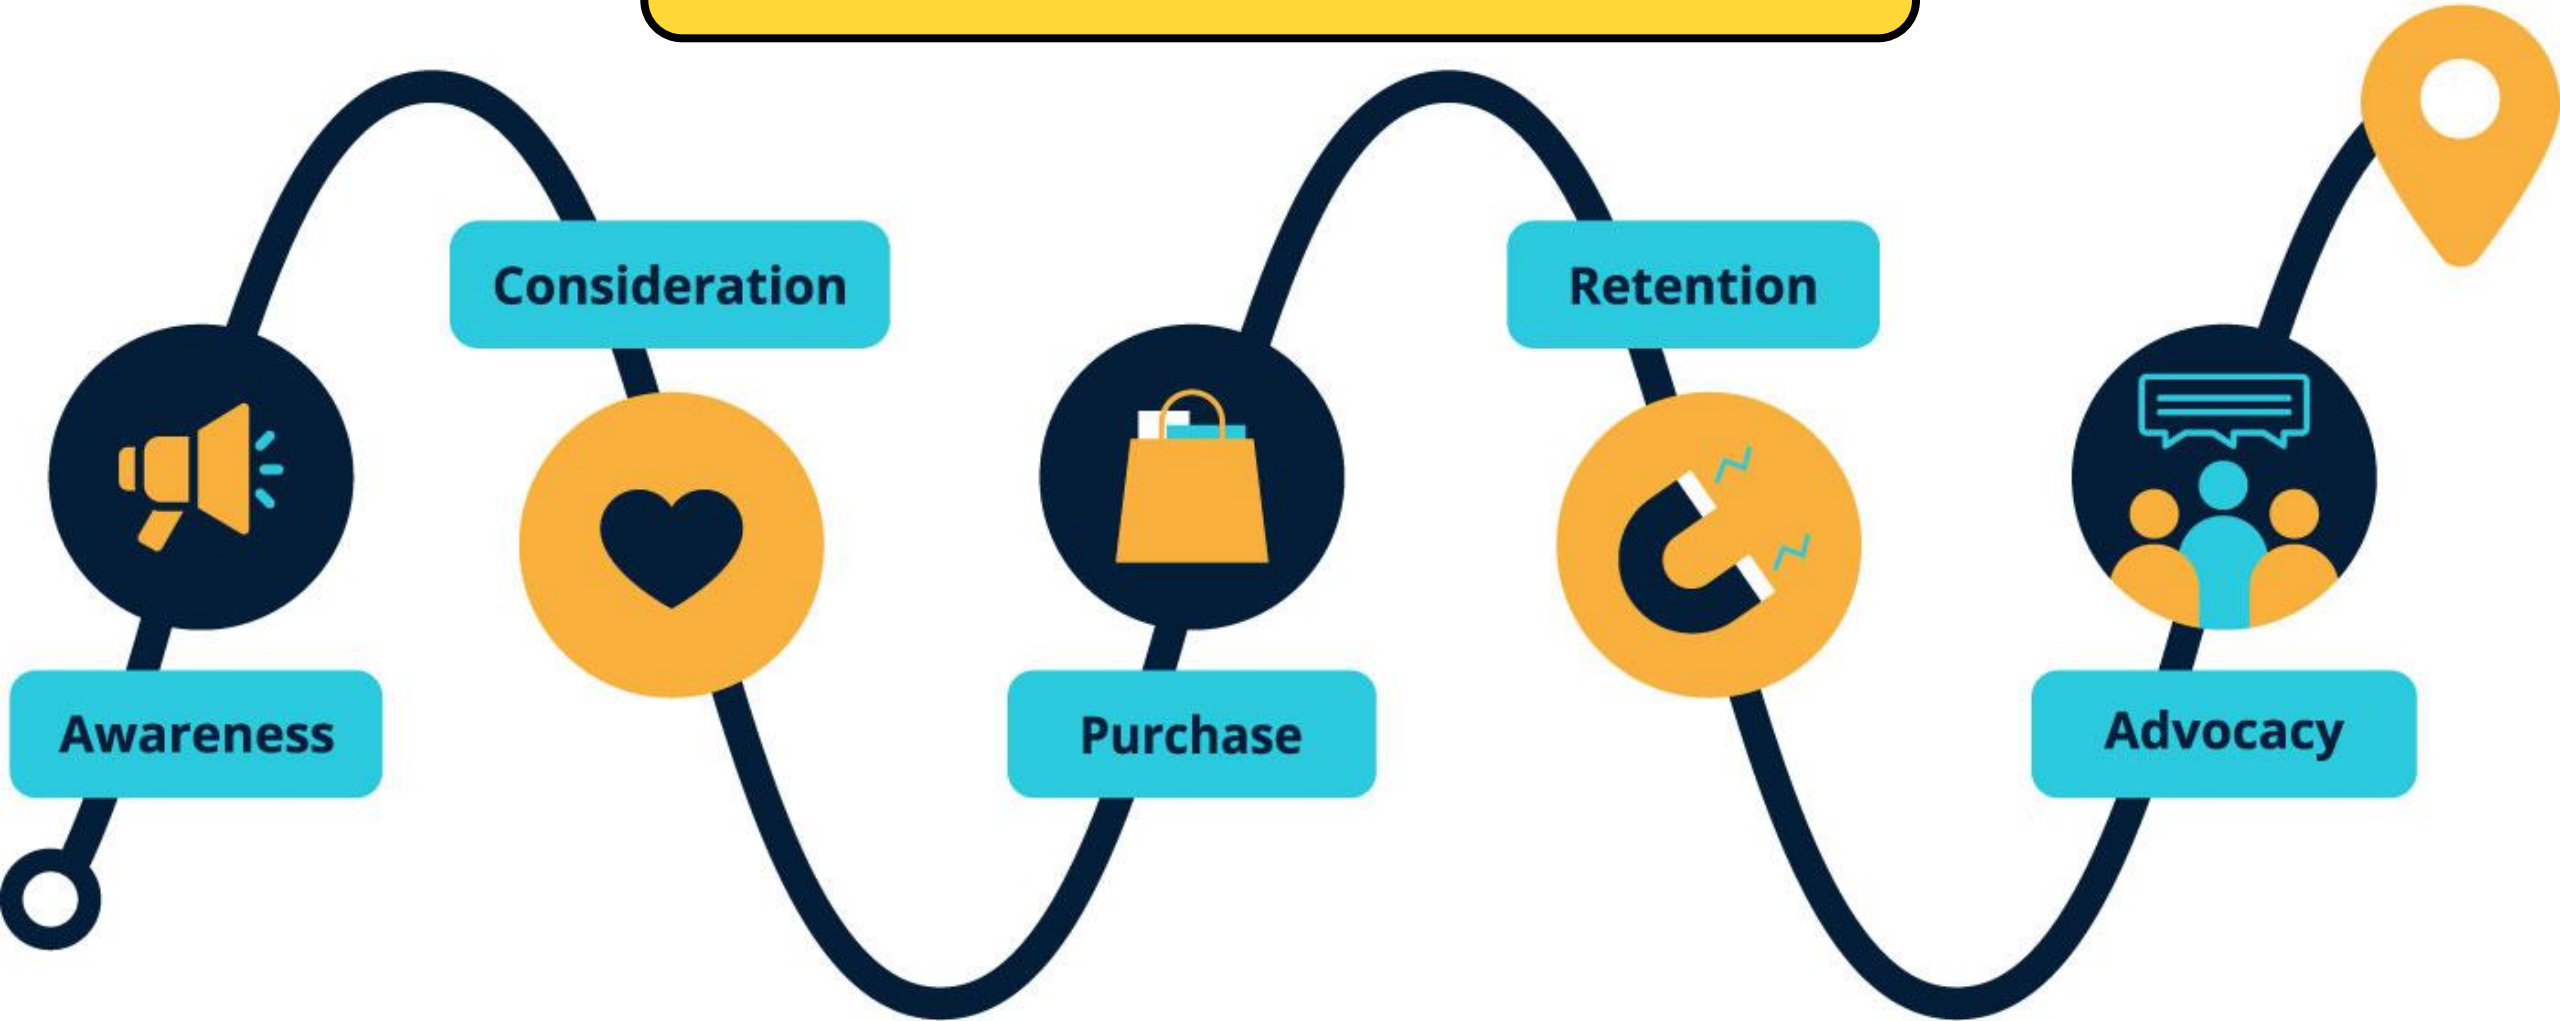 Awareness
Consideration
Purchase
Retention
Advocacy